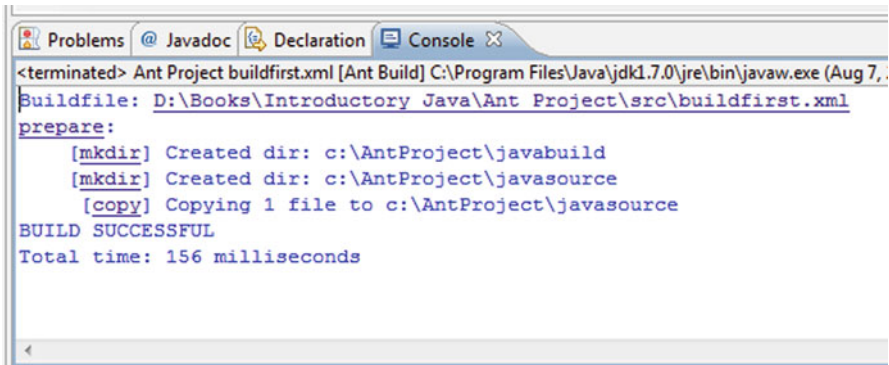 Problems @ Javadoc Declaration Console
<terminated> Ant Project buildfirst.xml [Ant Build] C:\Program Files\Java\jdk1.7.0\jre\bin\javaw.exe (Aug 7,
Buildfile: D:\Books\Introductory Java\Ant Project\src\buildfirst.xml
prepare:
[mkdir] Created dir: c:\AntProject\javabuild
[mkdir] Created dir: c:\AntProject\javasource
[copy] Copying 1 file to c:\AntProject\javasource
BUILD SUCCESSFUL
Total time: 156 milliseconds